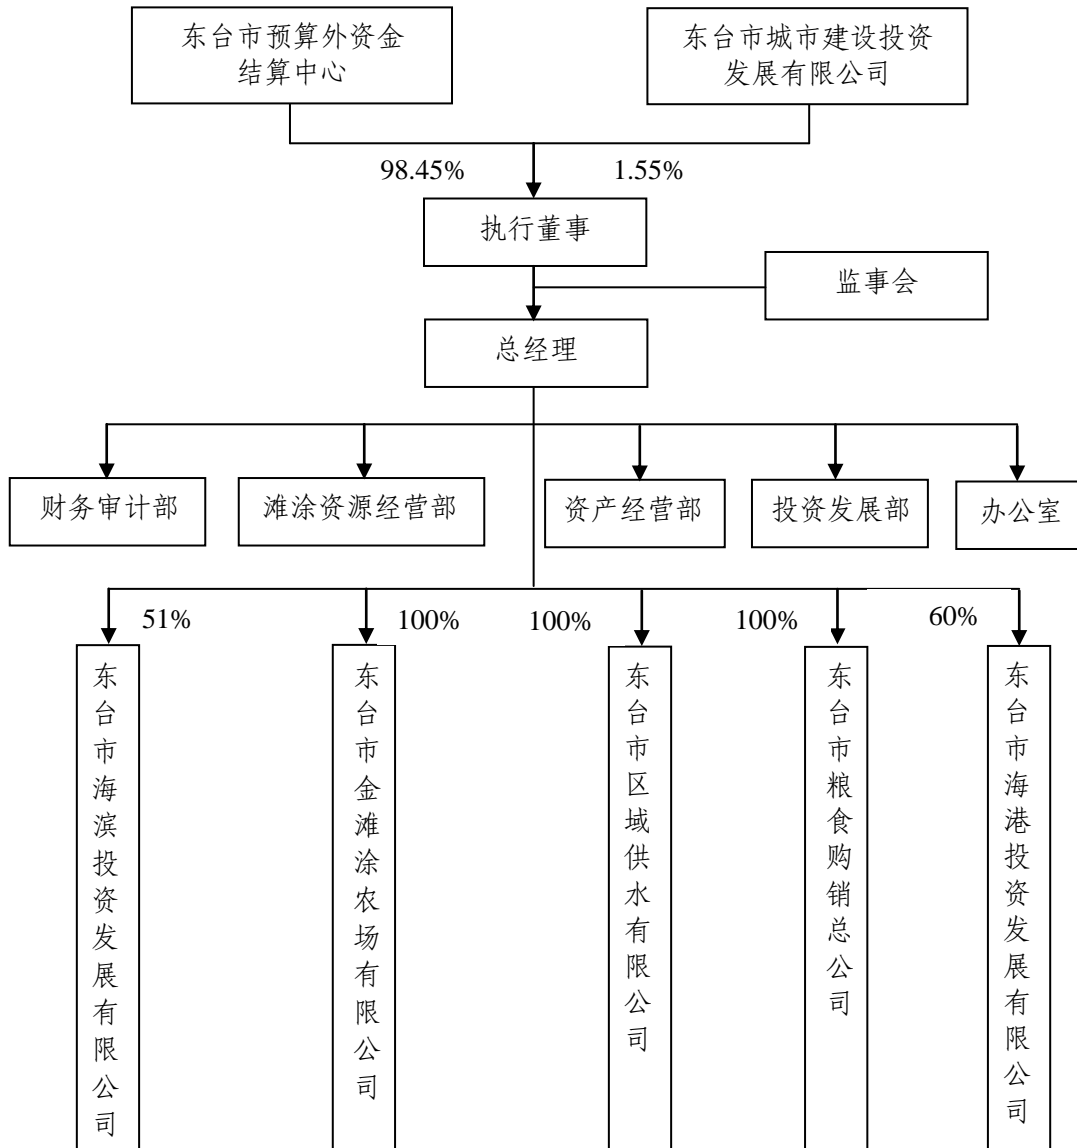 东台市预算外资金
结算中心
东台市城市建设投资
发展有限公司
98.45%
1.55%
执行董事
监事会
总经理
财务审计部
滩涂资源经营部
资产经营部
投资发展部
办公室
51%
100%
100%
100%
60%
东台市海滨投资发展有限公司
东台市金滩涂农场有限公司
东台市区域供水有限公司
东台市粮食购销总公司
东台市海港投资发展有限公司